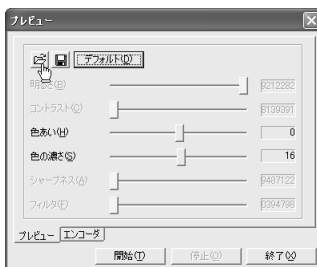 プレビュー
デフォルト(D)
明るさ(B) 9212282
コントラスト(C) 8139391
色あい(H) 0
色の濃さ(S) 16
シャープネス(A) 9487122
フィルタ(F) 0394798
プレビュー エンコーダ
開始(T) 停止(O) 終了(X)